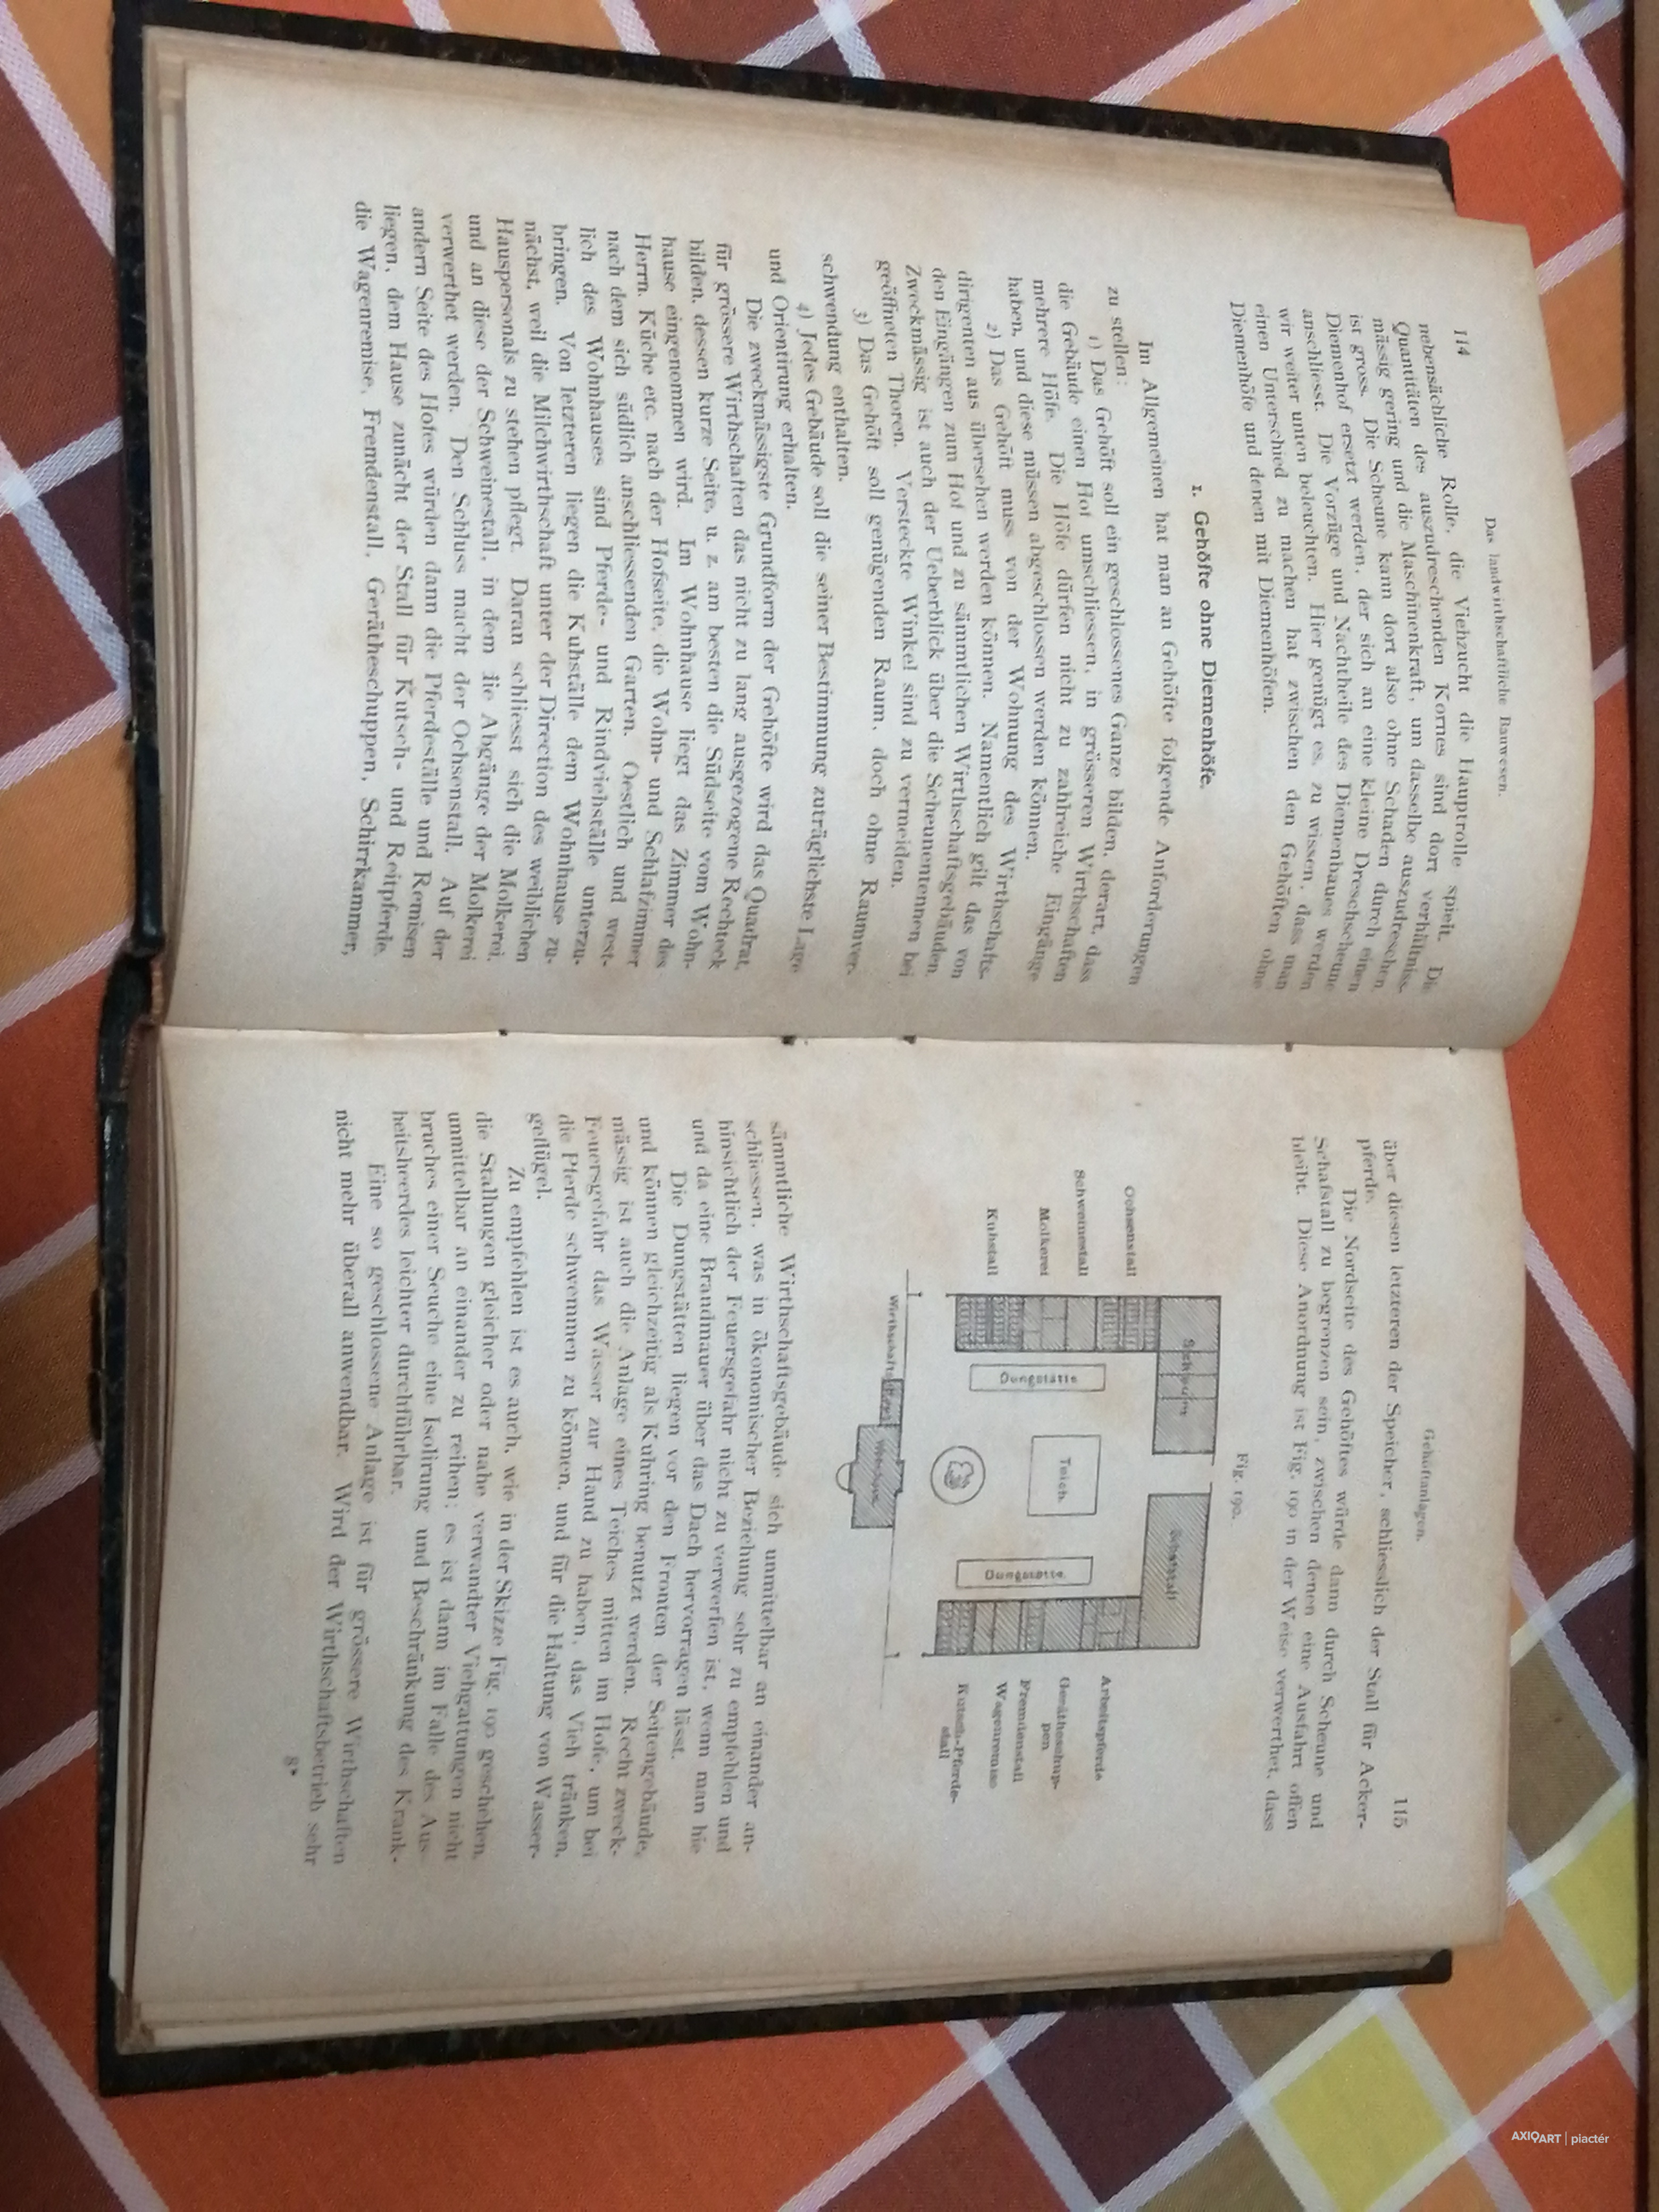 114
Das landwirthschaftliche Bauwesen.
nebensächliche Rolle, die Viehzucht die Hauptrolle spielt. Die
Quantitäten des auszudreschenden Kornes sind dort verhältniss-
mässig gering und die Maschinenkraft, um dasselbe auszudreschen
ist gross. Die Scheune kann dort also ohne Schaden durch einen
Diemenhof ersetzt werden, der sich an eine kleine Dreschscheune
anschliesst. Die Vorzüge und Nachtheile des Diemenbaues werden
wir weiter unten beleuchten. Hier genügt es, zu wissen, dass man
einen Unterschied zu machen hat zwischen den Gehöften ohne
Diemenhöfe und denen mit Diemenhöfen.
1. Gehöfte ohne Diemenhöfe.
Im Allgemeinen hat man an Gehöfte folgende Anforderungen
zu stellen:
1) Das Gehöft soll ein geschlossenes Ganze bilden, derart, dass
die Gebäude einen Hof umschliessen, in grösseren Wirthschaften
mehrere Höfe. Die Höfe dürfen nicht zu zahlreiche Eingänge
haben, und diese müssen abgeschlossen werden können.
2) Das Gehöft muss von der Wohnung des Wirthschafts-
dirigenten aus übersehen werden können. Namentlich gilt das von
den Eingängen zum Hof und zu sämmtlichen Wirthschaftsgebäuden.
Zweckmässig ist auch der Ueberblick über die Scheunentennen bei
geöffneten Thoren. Versteckte Winkel sind zu vermeiden.
3) Das Gehöft soll genügenden Raum, doch ohne Raumver-
schwendung enthalten.
4) Jedes Gebäude soll die seiner Bestimmung zuträglichste Lage
und Orientirung erhalten.
Die zweckmässigste Grundform der Gehöfte wird das Quadrat,
für grössere Wirthschaften das nicht zu lang ausgezogene Rechteck
bilden, dessen kurze Seite, u. z. am besten die Südseite vom Wohn-
hause eingenommen wird. Im Wohnhause liegt das Zimmer des
Herrn, Küche etc. nach der Hofseite, die Wohn- und Schlafzimmer
nach dem sich südlich anschliessenden Garten. Oestlich und west-
lich des Wohnhauses sind Pferde- und Rindviehställe unterzu-
bringen. Von letzteren liegen die Kuhställe dem Wohnhause zu-
nächst, weil die Milchwirthschaft unter der Direction des weiblichen
Hauspersonals zu stehen pflegt. Daran schliesst sich die Molkerei,
und an diese der Schweinestall, in dem die Abgänge der Molkerei
verwerthet werden. Den Schluss macht der Ochsenstall. Auf der
andern Seite des Hofes würden dann die Pferdeställe und Remisen
liegen, dem Hause zunächt der Stall für Kutsch- und Reitpferde,
die Wagenremise, Fremdenstall, Gerätheschuppen, Schirrkammer,
Gehöftanlagen.
115
über diesen letzteren der Speicher, schliesslich der Stall für Acker-
pferde.
Die Nordseite des Gehöftes würde dann durch Scheune und
Schafstall zu begrenzen sein, zwischen denen eine Ausfahrt offen
bleibt. Diese Anordnung ist Fig. 190 in der Weise verwerthet, dass
Fig. 190.
Ochsenstall
Schweinestall
Molkerei
Kuhstall
Schafstall
Dungstätte
Teich
Dungstätte
Arbeitspferde
Gerätheschup-
pen
Fremdenstall
Wagenremise
Kutsch-Pferde-
stall
sämmtliche Wirthschaftsgebäude sich unmittelbar an einander an-
schliessen, was in ökonomischer Beziehung sehr zu empfehlen und
hinsichtlich der Feuersgefahr nicht zu verwerfen ist, wenn man hie
und da eine Brandmauer über das Dach hervorragen lässt.
Die Dungstätten liegen vor den Fronten der Seitengebäude,
und können gleichzeitig als Kuhring benutzt werden. Recht zweck-
mässig ist auch die Anlage eines Teiches mitten im Hofe, um bei
Feuersgefahr das Wasser zur Hand zu haben, das Vieh tränken,
die Pferde schwemmen zu können, und für die Haltung von Wasser-
geflügel.
Zu empfehlen ist es auch, wie in der Skizze Fig. 190 geschehen,
die Stallungen gleicher oder nahe verwandter Viehgattungen nicht
unmittelbar an einander zu reihen; es ist dann im Falle des Aus-
bruches einer Seuche eine Isolirung und Beschränkung des Krank-
heitsheerdes leichter durchführbar.
Eine so geschlossene Anlage ist für grössere Wirthschaften
nicht mehr überall anwendbar. Wird der Wirthschaftsbetrieb sehr
8*
AXIOART | piactér